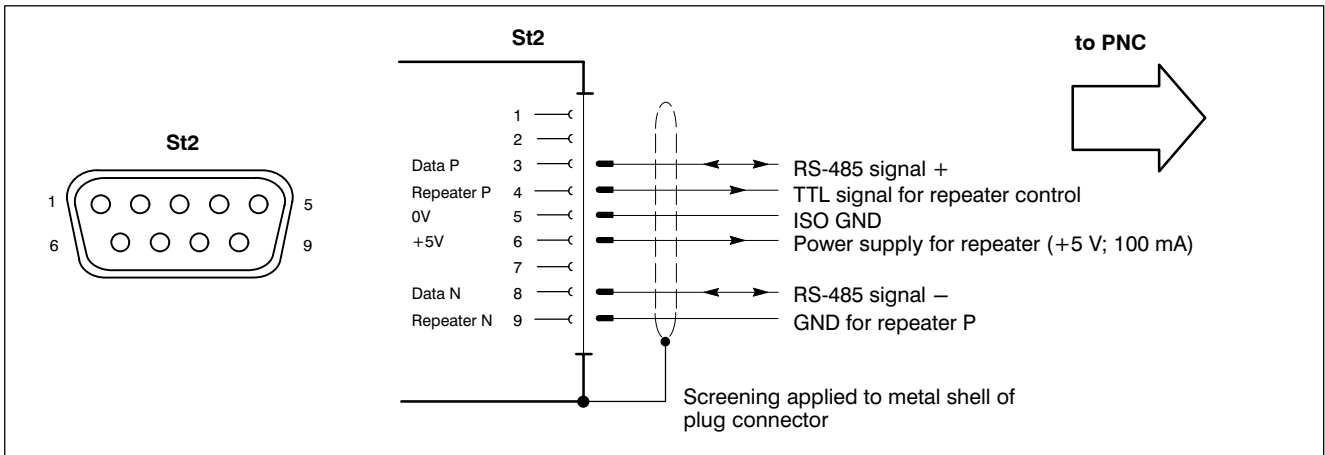 St2
to PNC
St2
1
5
6
9
1
2
Data P 3 RS-485 signal +
Repeater P 4 TTL signal for repeater control
0V 5 ISO GND
+5V 6 Power supply for repeater (+5 V; 100 mA)
7
Data N 8 RS-485 signal −
Repeater N 9 GND for repeater P
Screening applied to metal shell of
plug connector